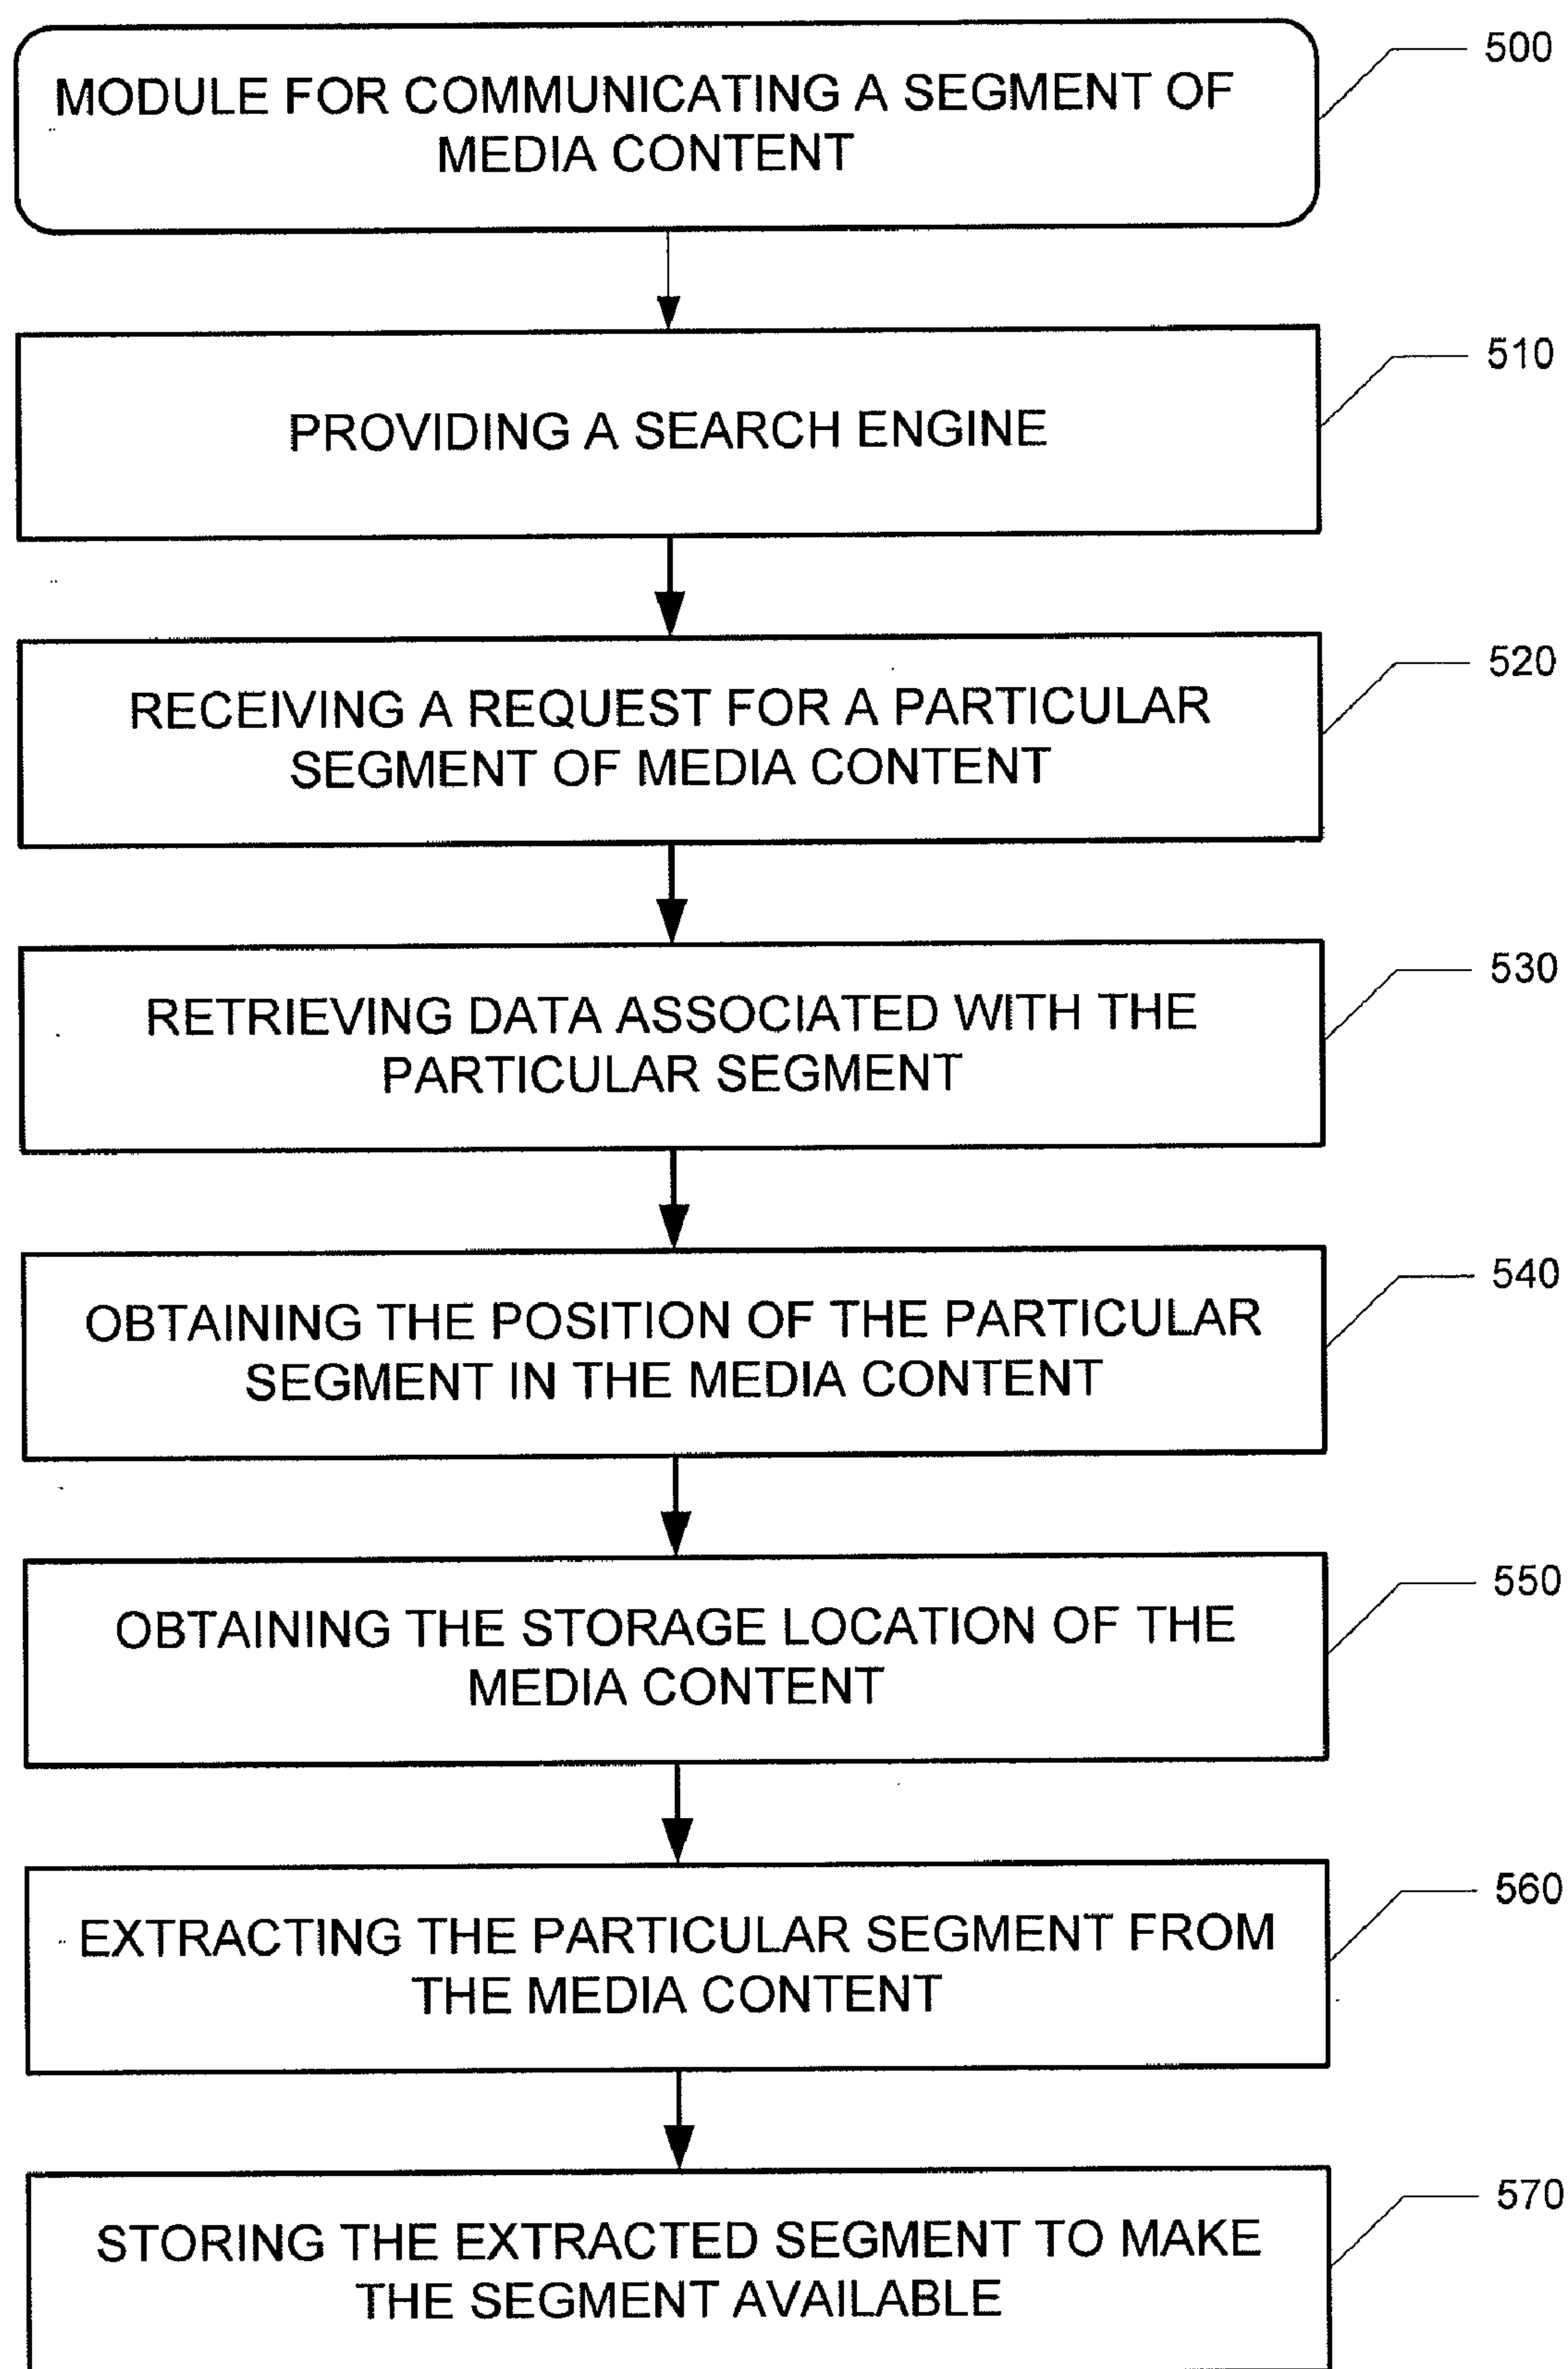 MODULE FOR COMMUNICATING A SEGMENT OF
MEDIA CONTENT
500
PROVIDING A SEARCH ENGINE
510
RECEIVING A REQUEST FOR A PARTICULAR
SEGMENT OF MEDIA CONTENT
520
RETRIEVING DATA ASSOCIATED WITH THE
PARTICULAR SEGMENT
530
OBTAINING THE POSITION OF THE PARTICULAR
SEGMENT IN THE MEDIA CONTENT
540
OBTAINING THE STORAGE LOCATION OF THE
MEDIA CONTENT
550
EXTRACTING THE PARTICULAR SEGMENT FROM
THE MEDIA CONTENT
560
STORING THE EXTRACTED SEGMENT TO MAKE
THE SEGMENT AVAILABLE
570